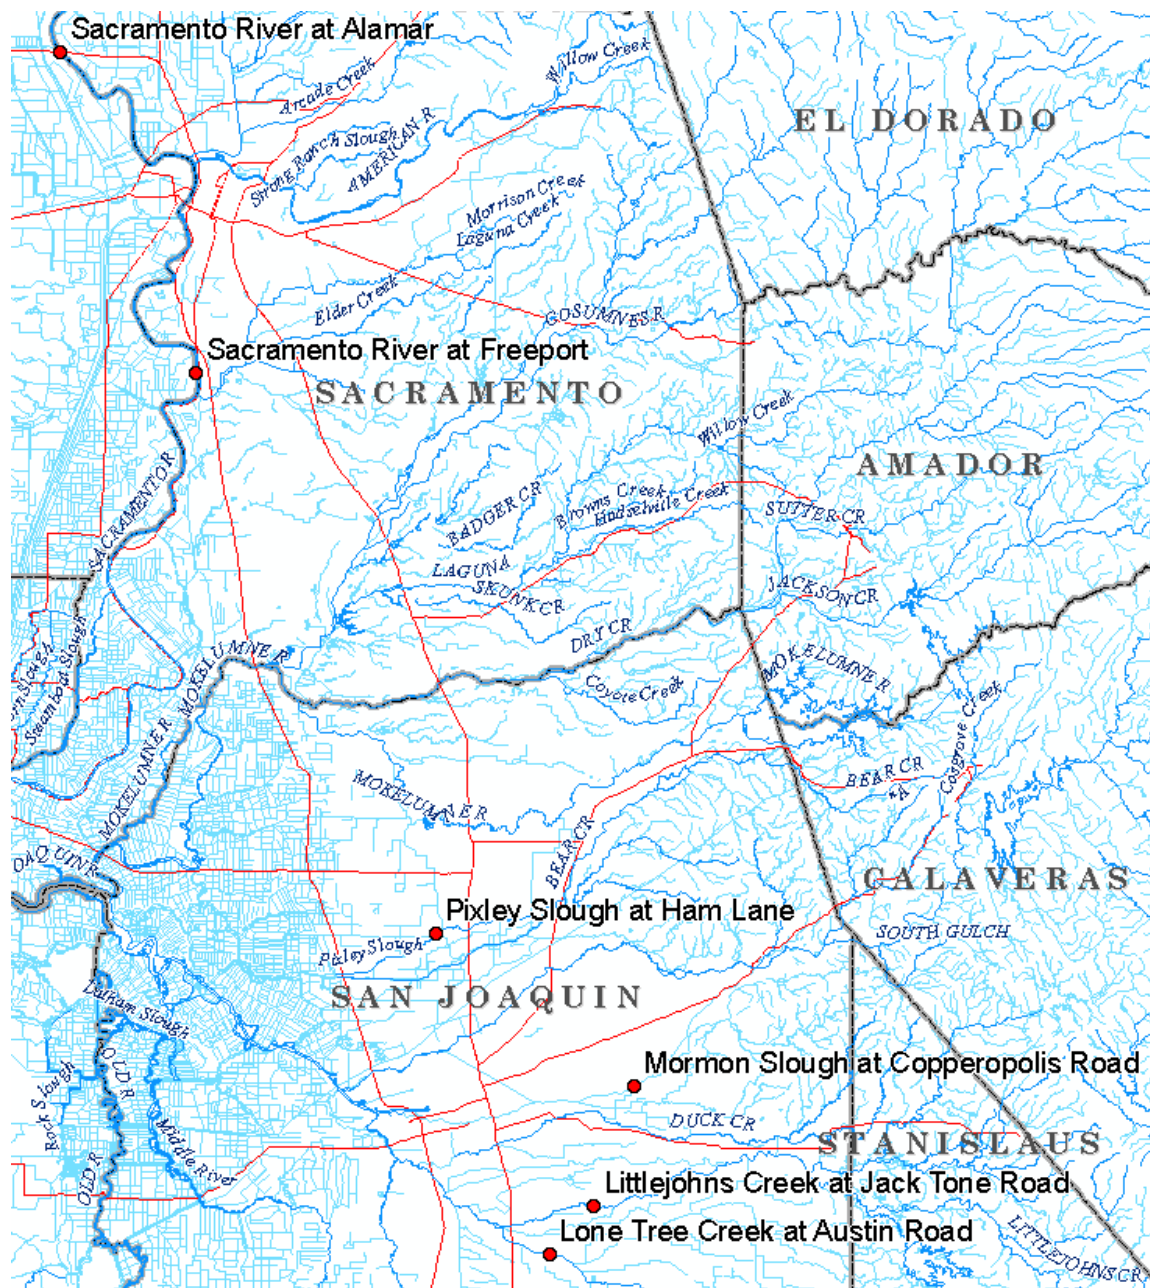 Sacramento River at Alamar
Willow Creek
Arcade Creek
EL DORADO
Strong Ranch Slough
AMERICAN R
Morrison Creek
Laguna Creek
Elder Creek
COSUMNES R
Sacramento River at Freeport
SACRAMENTO
Willow Creek
AMADOR
SACRAMENTO R
BADGER CR
Browns Creek
Hadselville Creek
SUTTER CR
LAGUNA
SKUNK CR
JACKSON CR
DRY CR
Steamboat Slough
MOKELUMNE R
MOKELUMNE R
Coyote Creek
Cosgrove Creek
MOKELUMNE R
MOKELUMNE R
BEAR CR
"A"
BEAR CR
OAQUIN R
CALAVERAS
Pixley Slough at Ham Lane
Pixley Slough
SOUTH GULCH
SAN JOAQUIN
Latham Slough
OLD R
Rock Slough
Mormon Slough at Copperopolis Road
DUCK CR
STANISLAUS
Middle River
OLD R
Littlejohns Creek at Jack Tone Road
Lone Tree Creek at Austin Road
LITTLEJOHNS CR